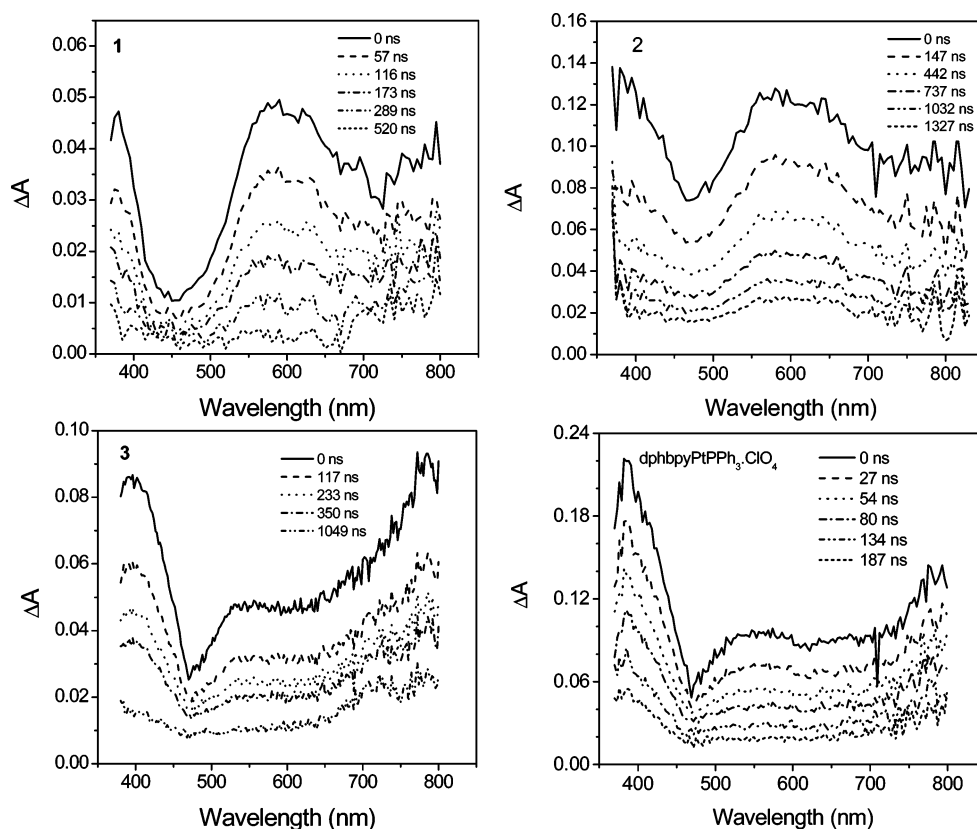 1
0 ns
57 ns
116 ns
173 ns
289 ns
520 ns
0.06
0.05
0.04
0.03
0.02
0.01
0.00
ΔA
400 500 600 700 800
Wavelength (nm)
2
0 ns
147 ns
442 ns
737 ns
1032 ns
1327 ns
0.16
0.14
0.12
0.10
0.08
0.06
0.04
0.02
0.00
ΔA
400 500 600 700 800
Wavelength (nm)
3
0 ns
117 ns
233 ns
350 ns
1049 ns
0.10
0.08
0.06
0.04
0.02
0.00
ΔA
400 500 600 700 800
Wavelength (nm)
dphbpyPtPPh₃.ClO₄
0 ns
27 ns
54 ns
80 ns
134 ns
187 ns
0.24
0.18
0.12
0.06
0.00
ΔA
400 500 600 700 800
Wavelength (nm)